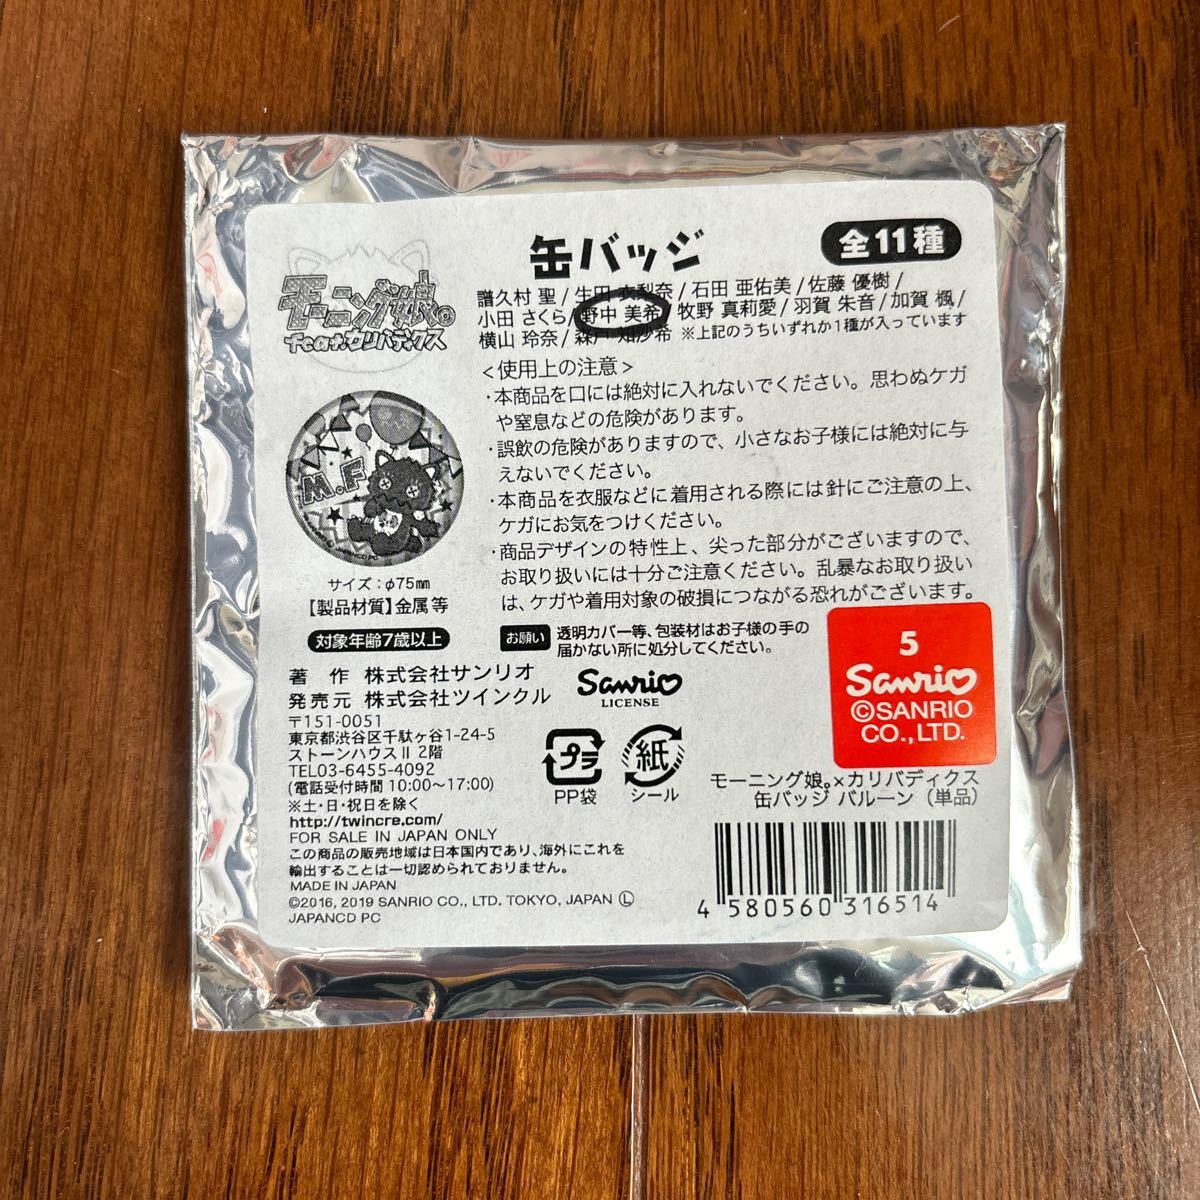 モーニング娘。
feat.カリバディクス
缶バッジ
全11種
譜久村 聖/生田 衣梨奈/石田 亜佑美/佐藤 優樹/
小田 さくら/野中 美希/牧野 真莉愛/羽賀 朱音/加賀 楓/
横山 玲奈/森戸 知沙希 ※上記のうちいずれか1種が入っています
<使用上の注意>
・本商品を口には絶対に入れないでください。思わぬケガ
や窒息などの危険があります。
・誤飲の危険がありますので、小さなお子様には絶対に与
えないでください。
・本商品を衣服などに着用される際には針にご注意の上、
ケガにお気をつけください。
・商品デザインの特性上、尖った部分がございますので、
お取り扱いには十分ご注意ください。乱暴なお取り扱い
は、ケガや着用対象の破損につながる恐れがございます。
M.F
サイズ:φ75mm
【製品材質】金属等
対象年齢7歳以上
お願い 透明カバー等、包装材はお子様の手の
届かない所に処分してください。
著 作 株式会社サンリオ
発売元 株式会社ツインクル
〒151-0051
東京都渋谷区千駄ヶ谷1-24-5
ストーンハウスⅡ 2階
TEL03-6455-4092
(電話受付時間 10:00～17:00)
※土・日・祝日を除く
http://twincre.com/
FOR SALE IN JAPAN ONLY
この商品の販売地域は日本国内であり、海外にこれを
輸出することは一切認められておりません。
MADE IN JAPAN
©2016, 2019 SANRIO CO., LTD. TOKYO, JAPAN Ⓛ
JAPANCD PC
Sanrio
LICENSE
プラ
PP袋
紙
シール
5
Sanrio
©SANRIO
CO.,LTD.
モーニング娘。×カリバディクス
缶バッジ バルーン（単品）
4 580560 316514